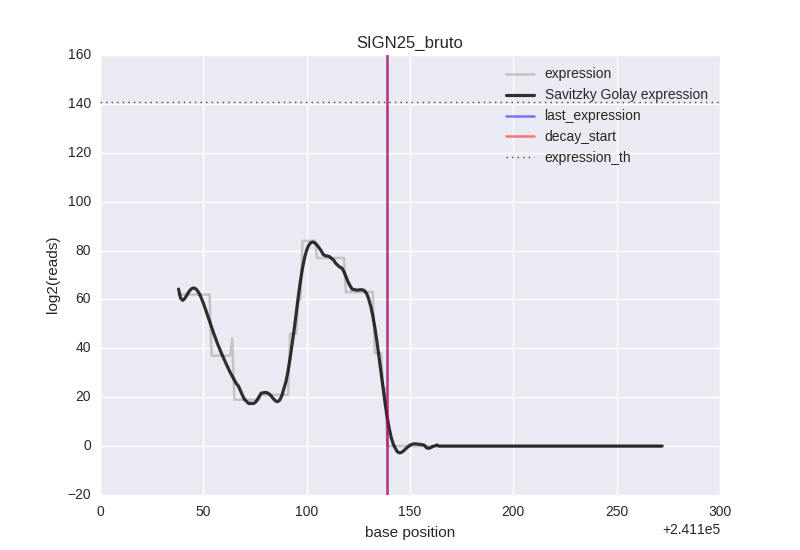 SIGN25_bruto
160
140
120
100
80
60
40
20
0
−20
log2(reads)
expression
Savitzky Golay expression
last_expression
decay_start
expression_th
0 50 100 150 200 250 300
base position
+2.411e5